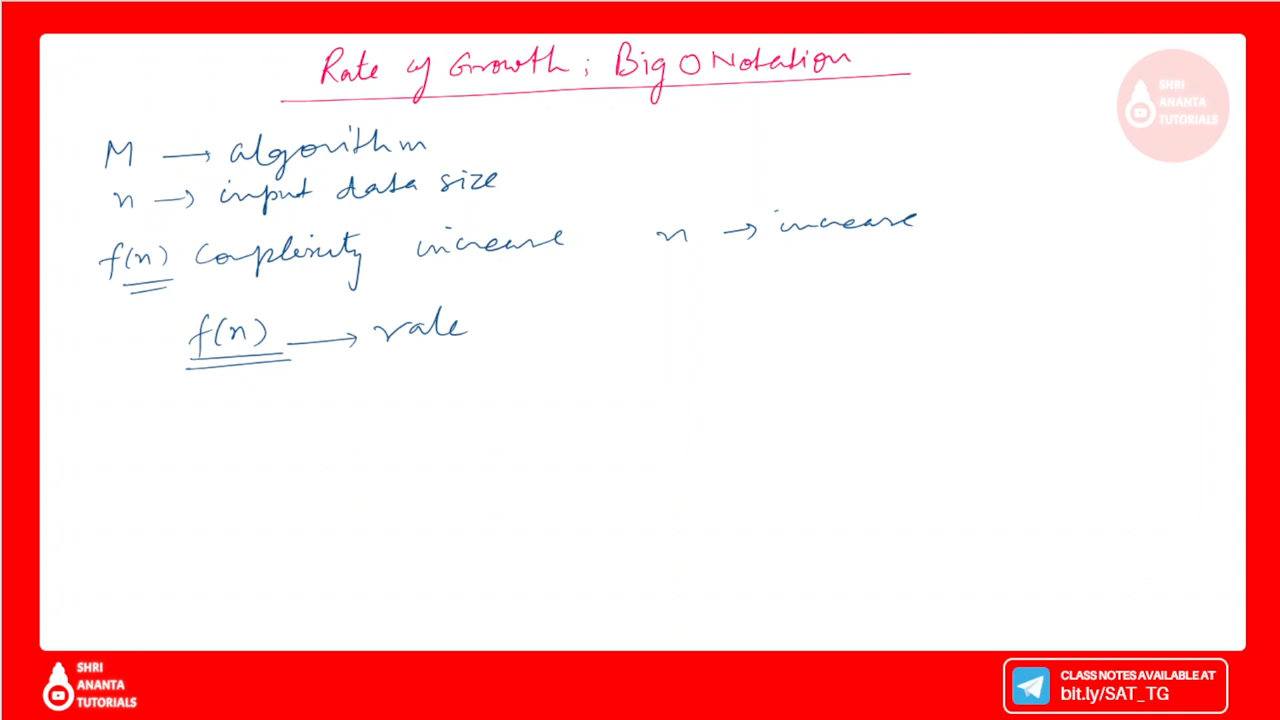 Rate of Growth; Big O Notation
SHRI
ANANTA
TUTORIALS
M → algorithm
n → input data size
f(n) complexity increase n → increase
f(n) → rate
SHRI
ANANTA
TUTORIALS
CLASS NOTES AVAILABLE AT
bit.ly/SAT_TG